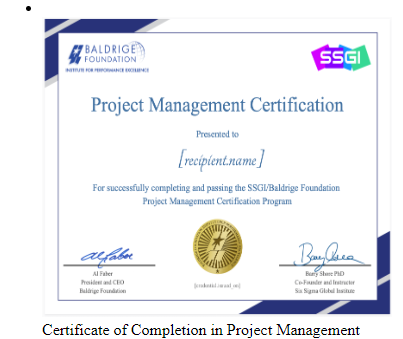 BALDRIGE
FOUNDATION
INSTITUTE FOR PERFORMANCE EXCELLENCE
SSGI
Project Management Certification
Presented to
[recipient.name]
For successfully completing and passing the SSGI/Baldrige Foundation
Project Management Certification Program
Al Faber
Barry Shore PhD
President and CEO
Co-Founder and Instructor
Baldrige Foundation
Six Sigma Global Institute
Certificate of Completion in Project Management